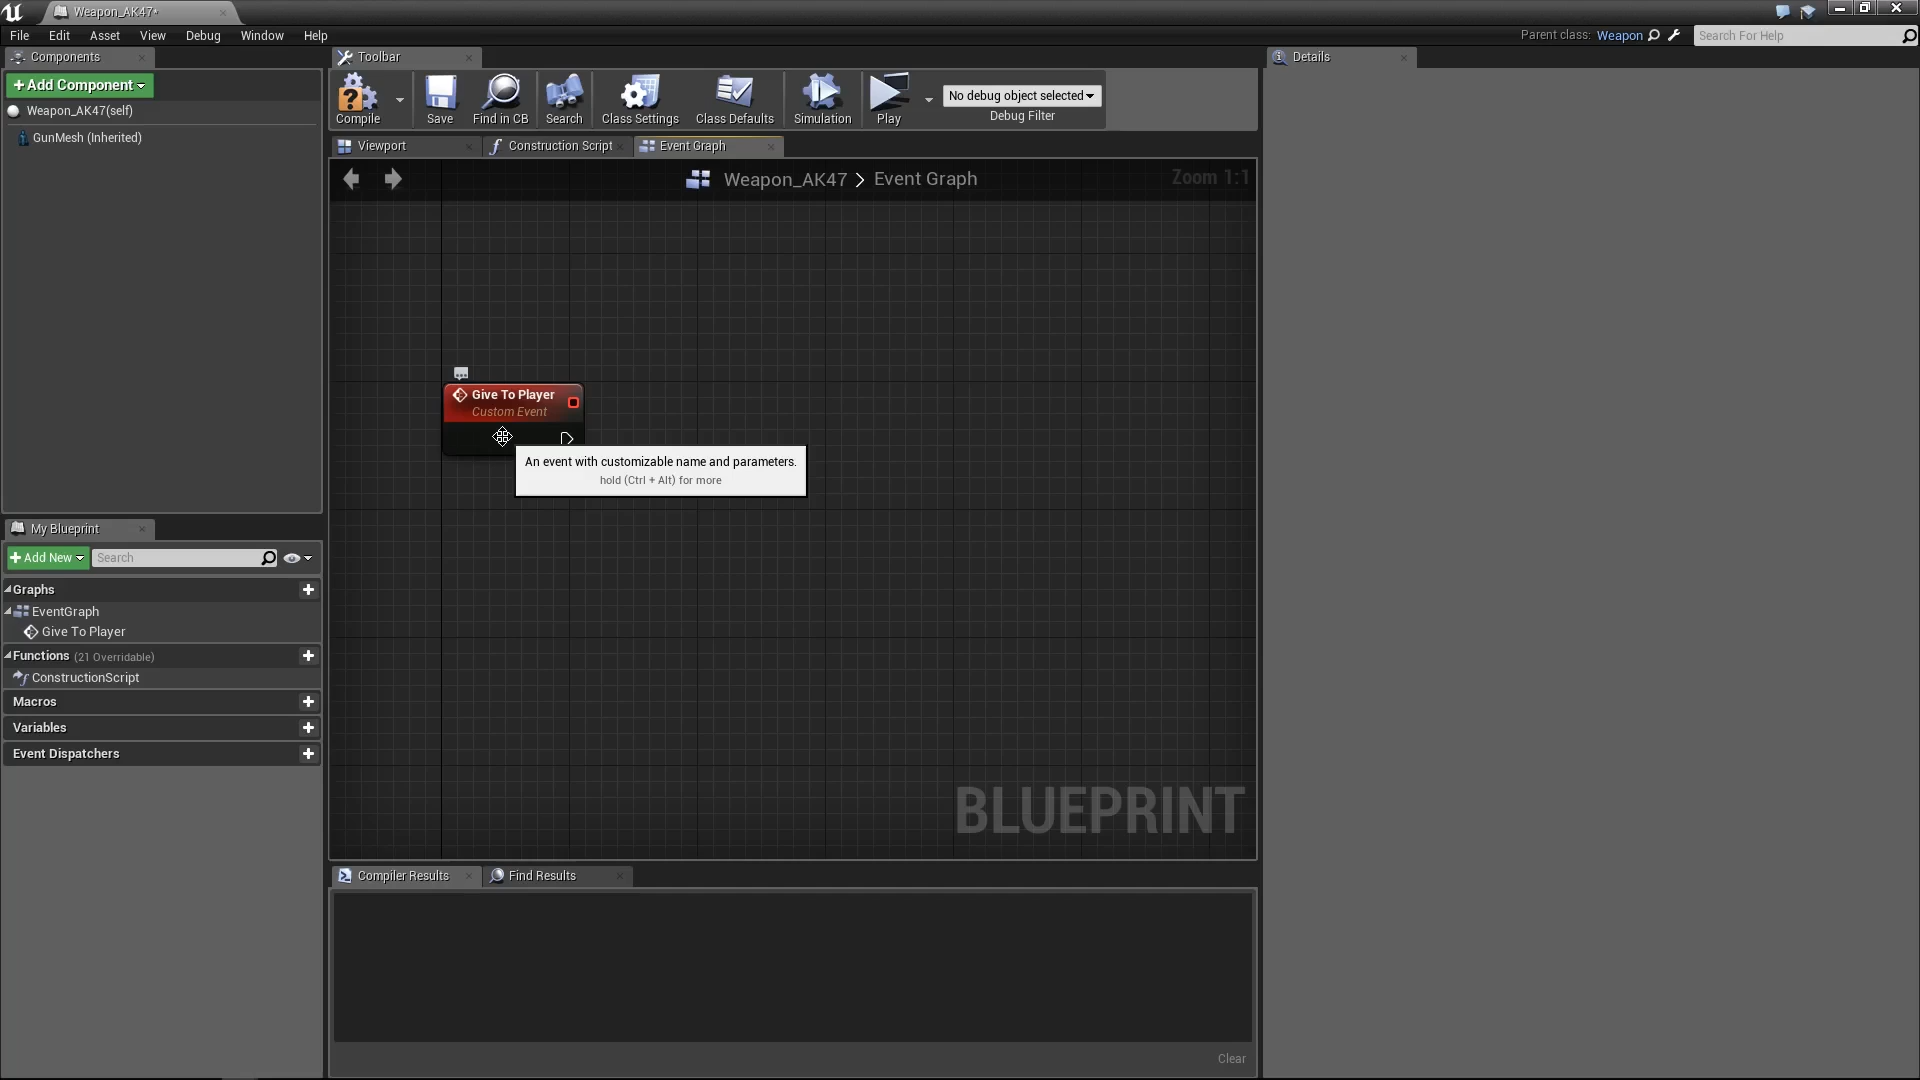 Weapon_AK47*
File Edit Asset View Debug Window Help
Parent class: Weapon
Search For Help
Components
+Add Component
Weapon_AK47(self)
GunMesh (Inherited)
Toolbar
Compile
Save
Find in CB
Search
Class Settings
Class Defaults
Simulation
Play
No debug object selected
Debug Filter
Details
Viewport
Construction Script
Event Graph
Weapon_AK47 > Event Graph
Zoom 1:1
Give To Player
Custom Event
An event with customizable name and parameters.
hold (Ctrl + Alt) for more
BLUEPRINT
My Blueprint
+Add New
Search
Graphs
EventGraph
Give To Player
Functions (21 Overridable)
ConstructionScript
Macros
Variables
Event Dispatchers
Compiler Results
Find Results
Clear